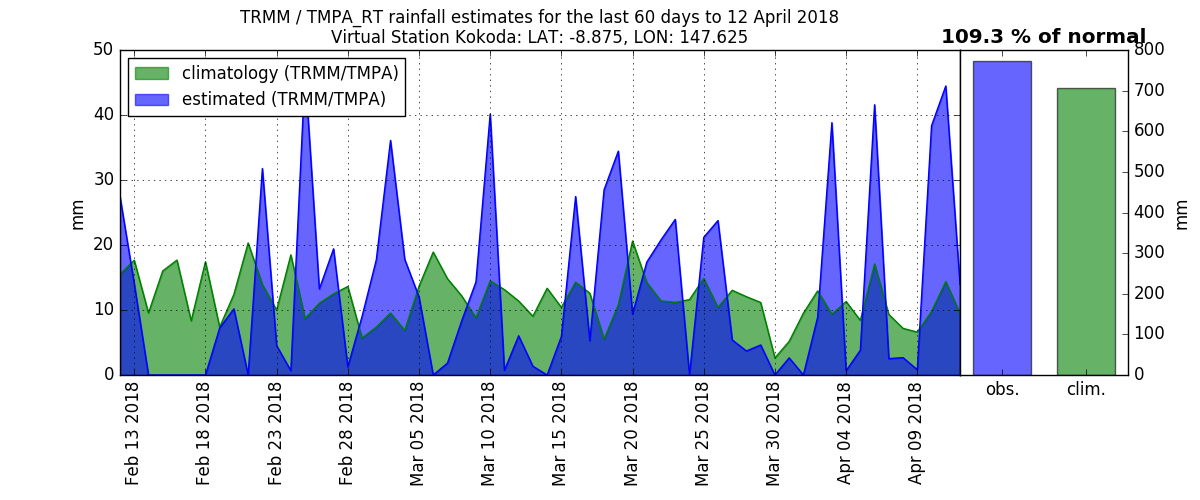 TRMM / TMPA_RT rainfall estimates for the last 60 days to 12 April 2018
Virtual Station Kokoda: LAT: -8.875, LON: 147.625
109.3 % of normal
climatology (TRMM/TMPA)
estimated (TRMM/TMPA)
mm
50
40
30
20
10
0
Feb 13 2018
Feb 18 2018
Feb 23 2018
Feb 28 2018
Mar 05 2018
Mar 10 2018
Mar 15 2018
Mar 20 2018
Mar 25 2018
Mar 30 2018
Apr 04 2018
Apr 09 2018
obs.
clim.
800
700
600
500
400
300
200
100
0
mm